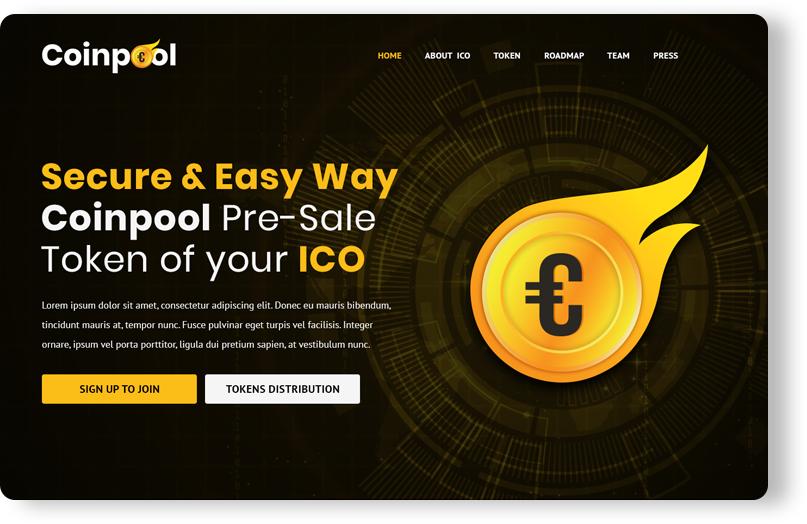 Coinpool
HOME ABOUT ICO TOKEN ROADMAP TEAM PRESS
Secure & Easy Way
Coinpool Pre-Sale
Token of your ICO
Lorem ipsum dolor sit amet, consectetur adipiscing elit. Donec eu mauris bibendum,
tincidunt mauris at, tempor nunc. Fusce pulvinar eget turpis vel facilisis. Integer
ornare, ipsum vel porta porttitor, ligula dui pretium sapien, at vestibulum nunc.
SIGN UP TO JOIN
TOKENS DISTRIBUTION